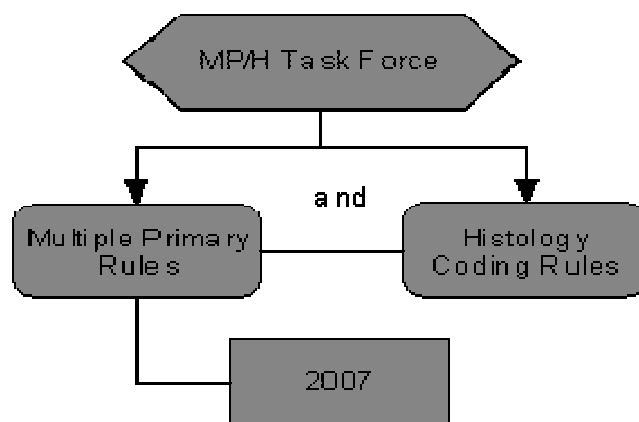 MP/H Task Force
and
Multiple Primary
Rules
Histology
Coding Rules
2007